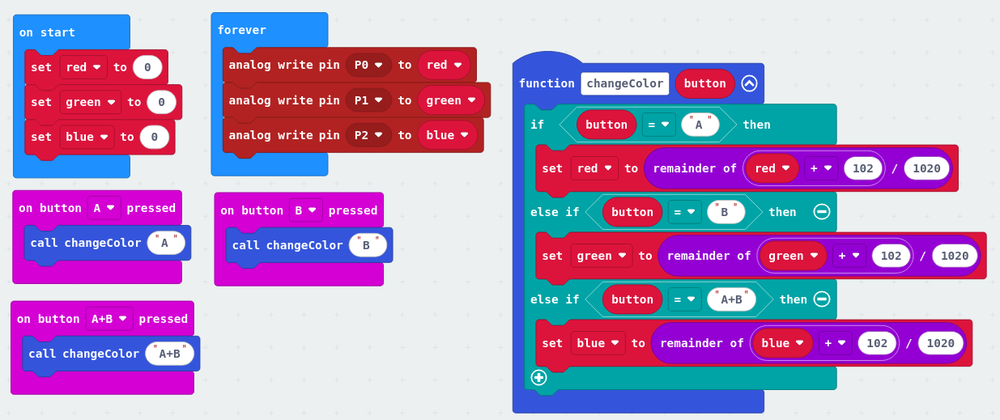 on start
set red to 0
set green to 0
set blue to 0
forever
analog write pin P0 to red
analog write pin P1 to green
analog write pin P2 to blue
on button A pressed
call changeColor "A"
on button B pressed
call changeColor "B"
on button A+B pressed
call changeColor "A+B"
function changeColor button
if button = "A" then
set red to remainder of red + 102 / 1020
else if button = "B" then
set green to remainder of green + 102 / 1020
else if button = "A+B" then
set blue to remainder of blue + 102 / 1020